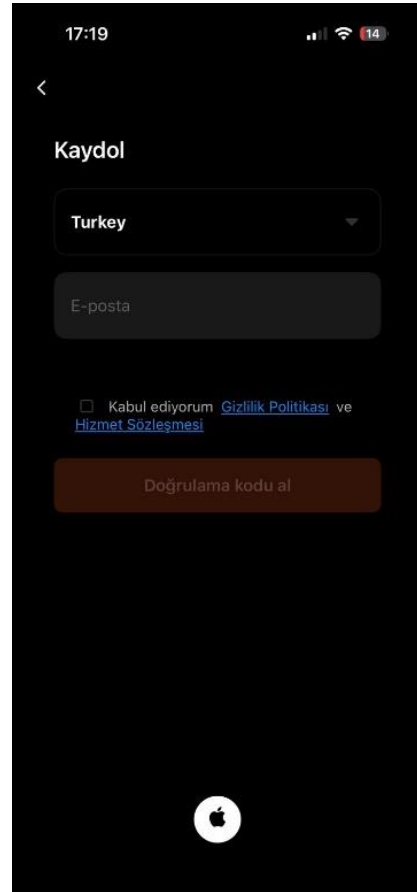 17:19
14
Kaydol
Turkey
E-posta
Kabul ediyorum Gizlilik Politikası ve
Hizmet Sözleşmesi
Doğrulama kodu al